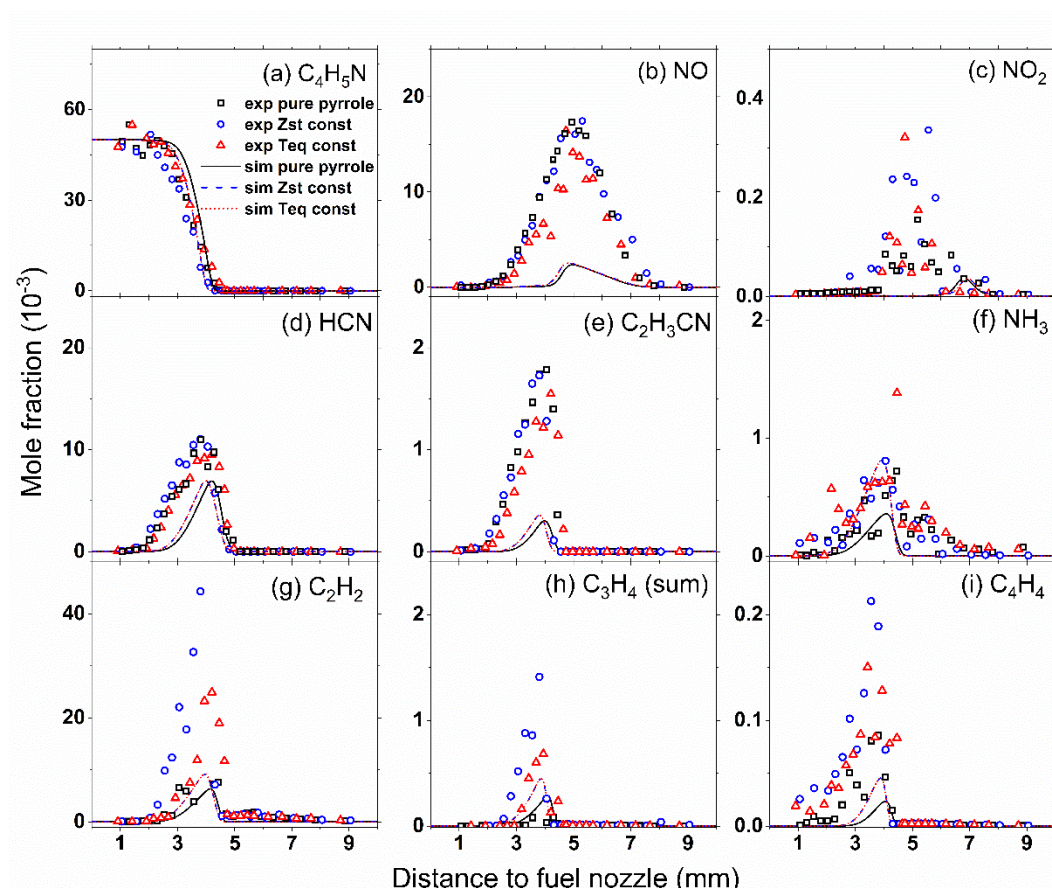 (a) C₄H₅N
(b) NO
(c) NO₂
60
30
0
exp pure pyrrole
exp Zst const
exp Teq const
sim pure pyrrole
sim Zst const
sim Teq const
20
10
0
0.4
0.2
0.0
(d) HCN
(e) C₂H₃CN
(f) NH₃
20
10
0
2
1
0
2
1
0
(g) C₂H₂
(h) C₃H₄ (sum)
(i) C₄H₄
40
20
0
2
1
0
0.2
0.1
0.0
1 3 5 7 9
1 3 5 7 9
1 3 5 7 9
Mole fraction (10⁻³)
Distance to fuel nozzle (mm)